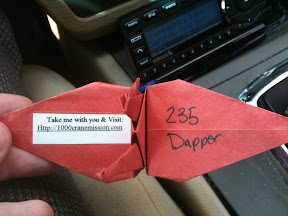 Take me with you & Visit:
Http://1000cranemission.com
235
Dapper